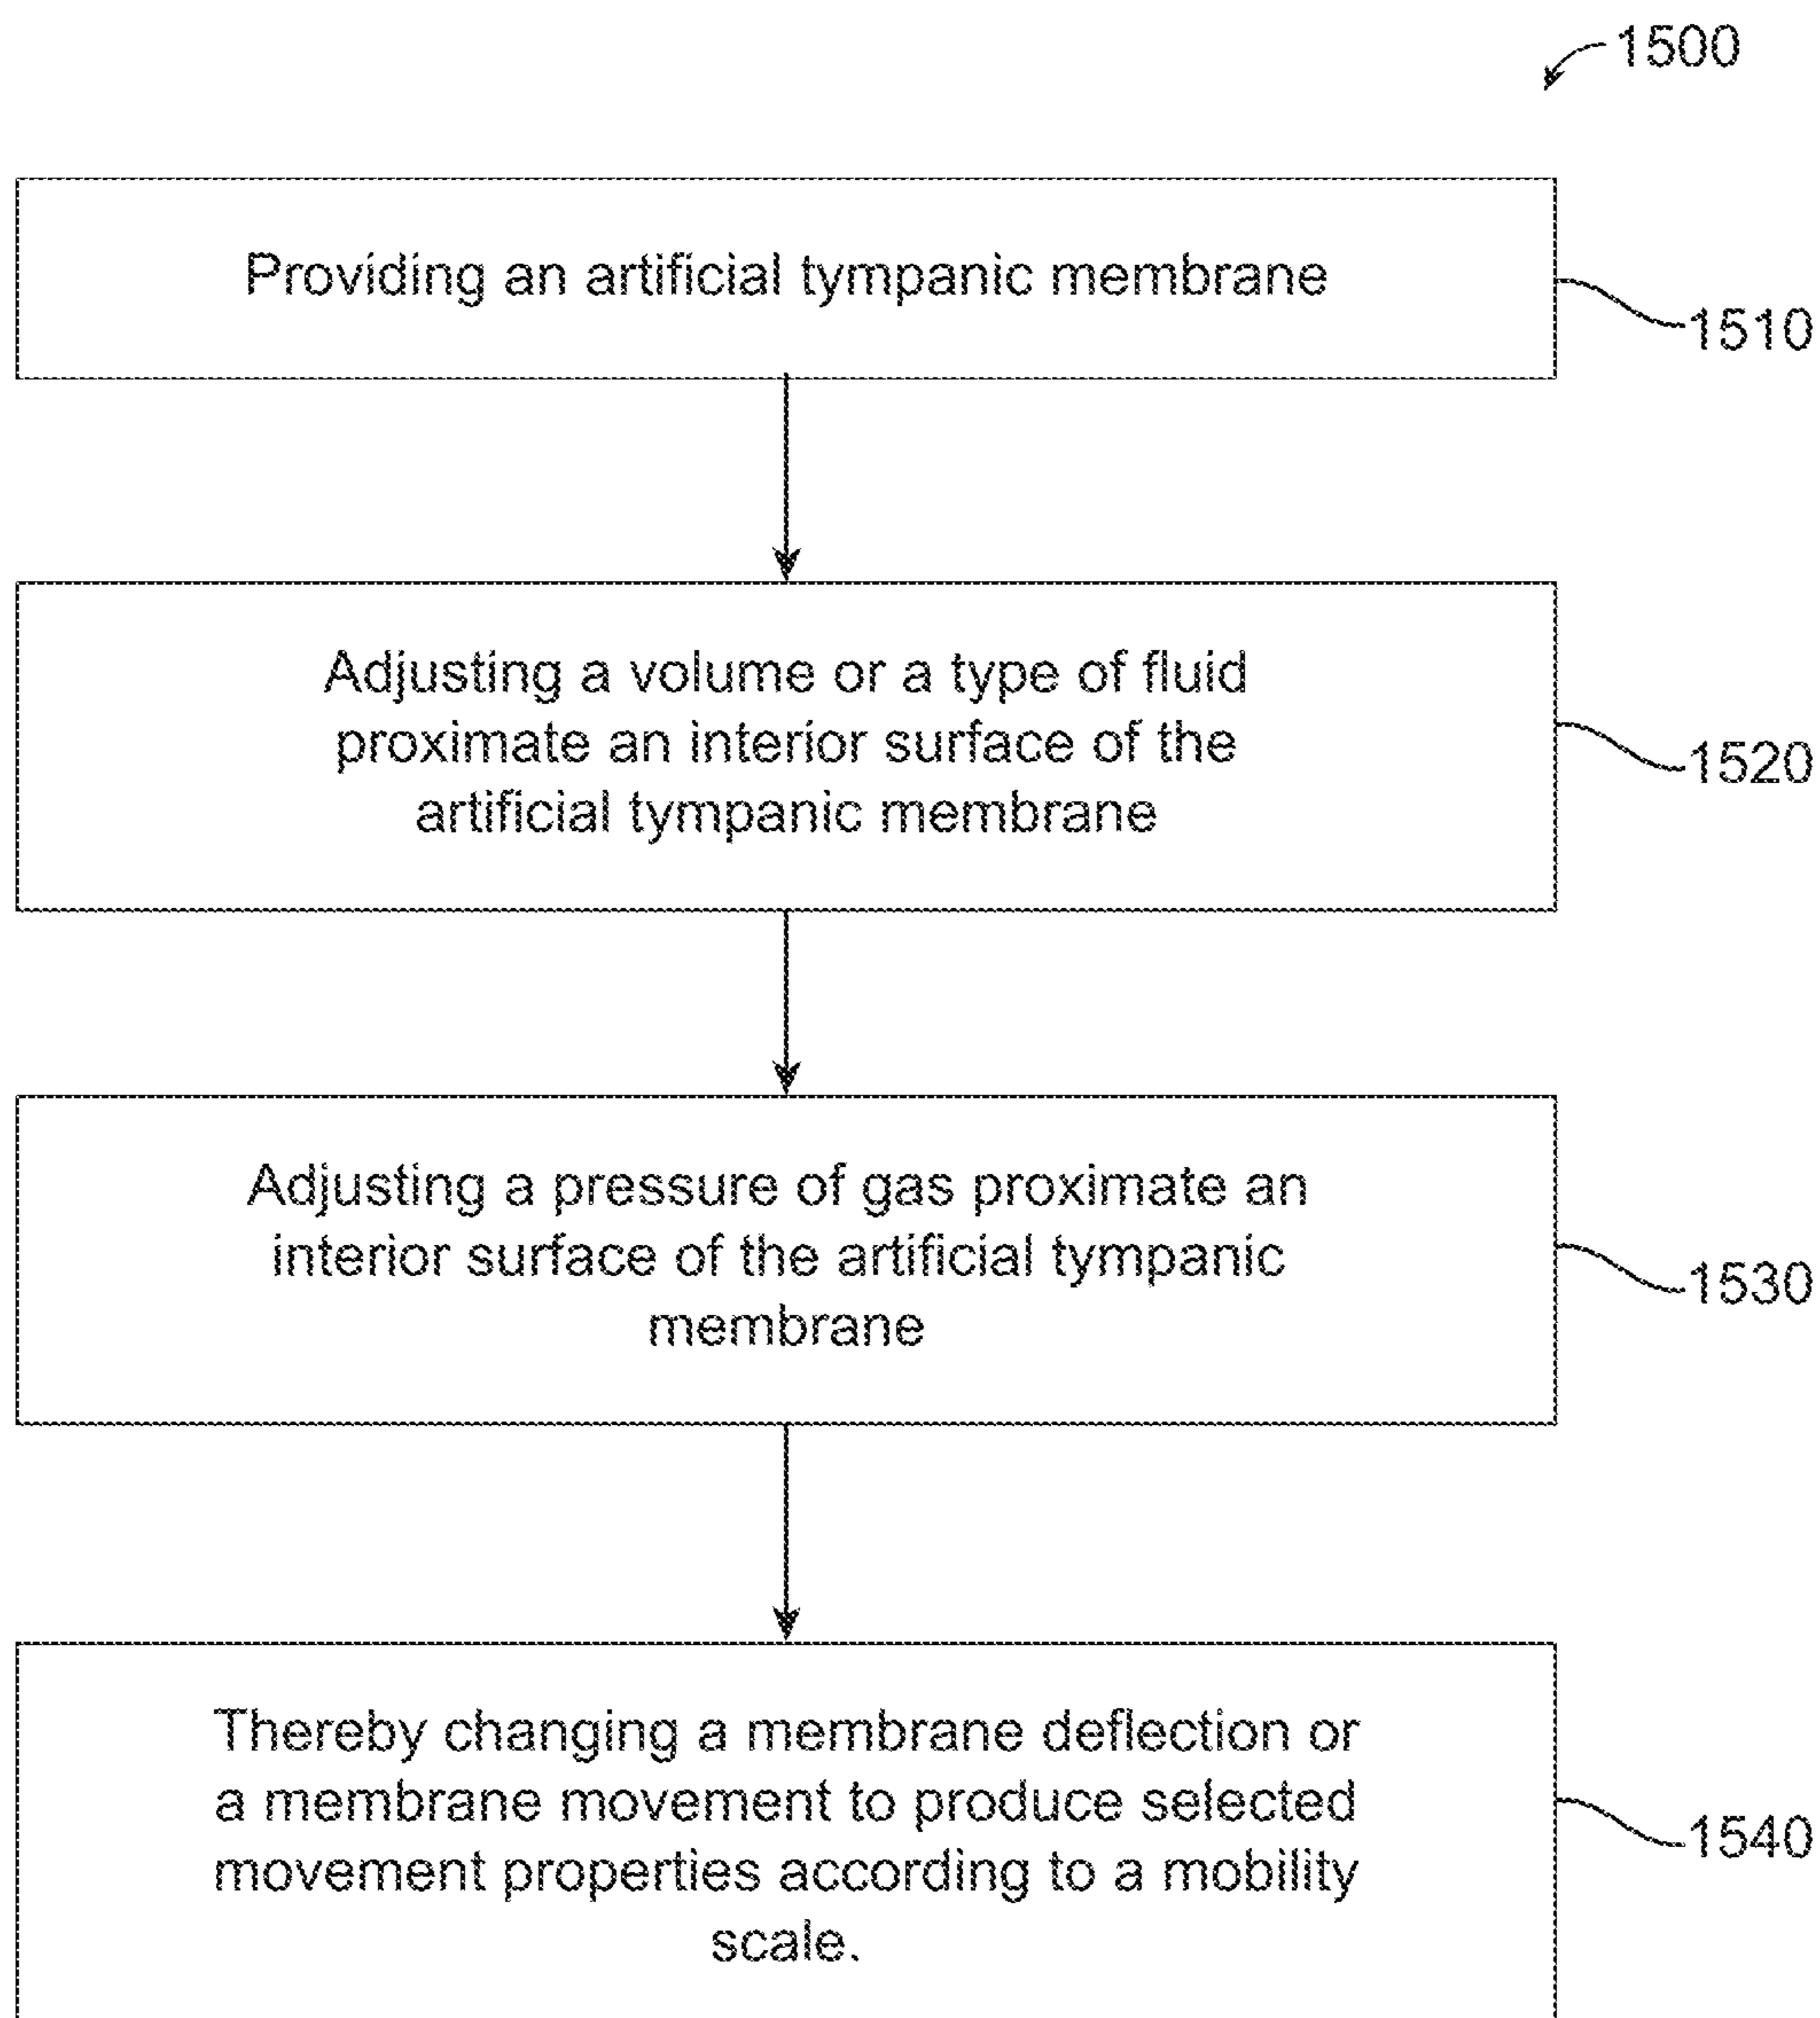 1500
Providing an artificial tympanic membrane
1510
Adjusting a volume or a type of fluid
proximate an interior surface of the
artificial tympanic membrane
1520
Adjusting a pressure of gas proximate an
interior surface of the artificial tympanic
membrane
1530
Thereby changing a membrane deflection or
a membrane movement to produce selected
movement properties according to a mobility
scale.
1540